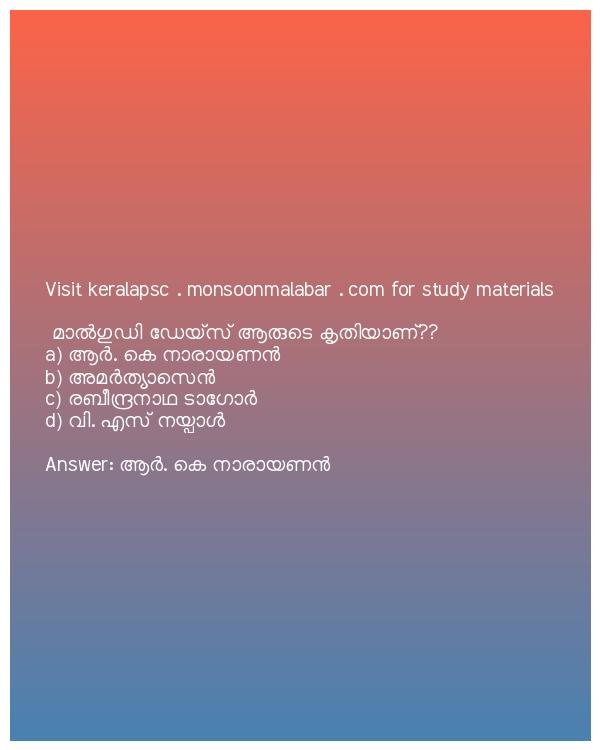 Visit keralapsc . monsoonmalabar . com for study materials
മാൽഗുഡി ഡേയ്സ് ആരുടെ കൃതിയാണ്??
a) ആർ. കെ നാരായണൻ
b) അമർത്യാസെൻ
c) രബീന്ദ്രനാഥ ടാഗോർ
d) വി. എസ് നയ്പാൾ
Answer: ആർ. കെ നാരായണൻ